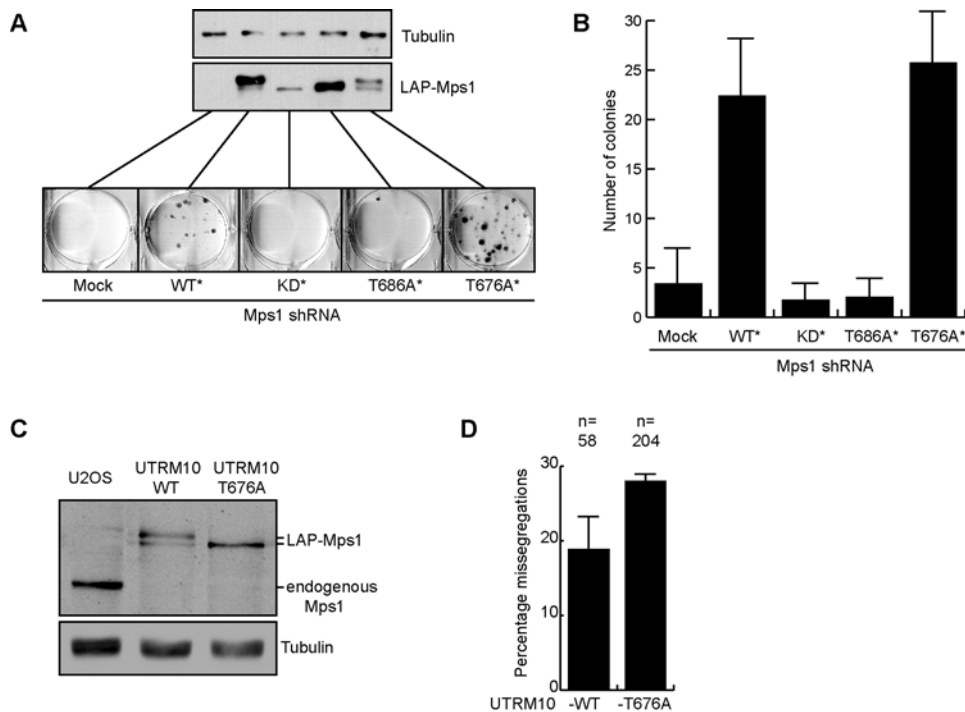 A
Tubulin
LAP-Mps1
Mock WT* KD* T686A* T676A*
Mps1 shRNA
B
Number of colonies
30
25
20
15
10
5
0
Mock WT* KD* T686A* T676A*
Mps1 shRNA
C
U2OS UTRM10 WT UTRM10 T676A
LAP-Mps1
endogenous
Mps1
Tubulin
D
n= n=
58 204
Percentage missegregations
30
20
10
0
UTRM10 -WT -T676A